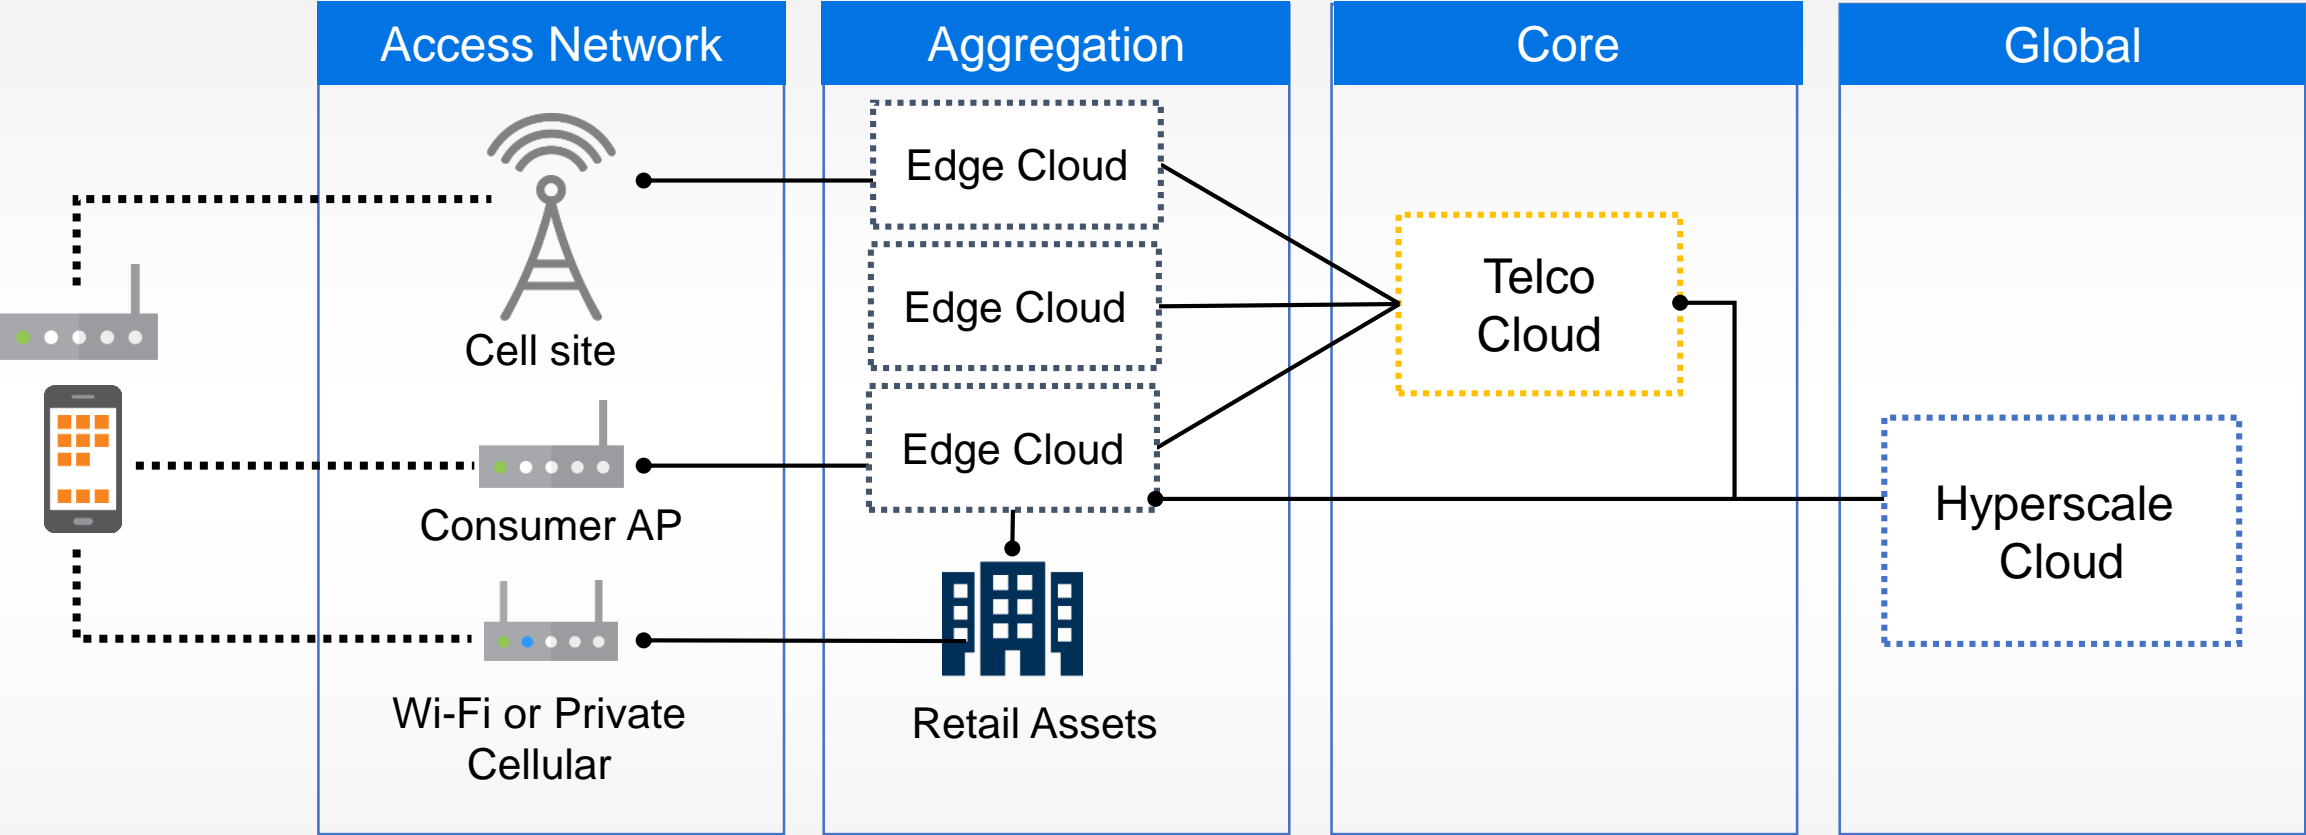 Access Network
Aggregation
Core
Global
Edge Cloud
Edge Cloud
Edge Cloud
Telco
Cloud
Hyperscale
Cloud
Cell site
Consumer AP
Wi-Fi or Private
Cellular
Retail Assets